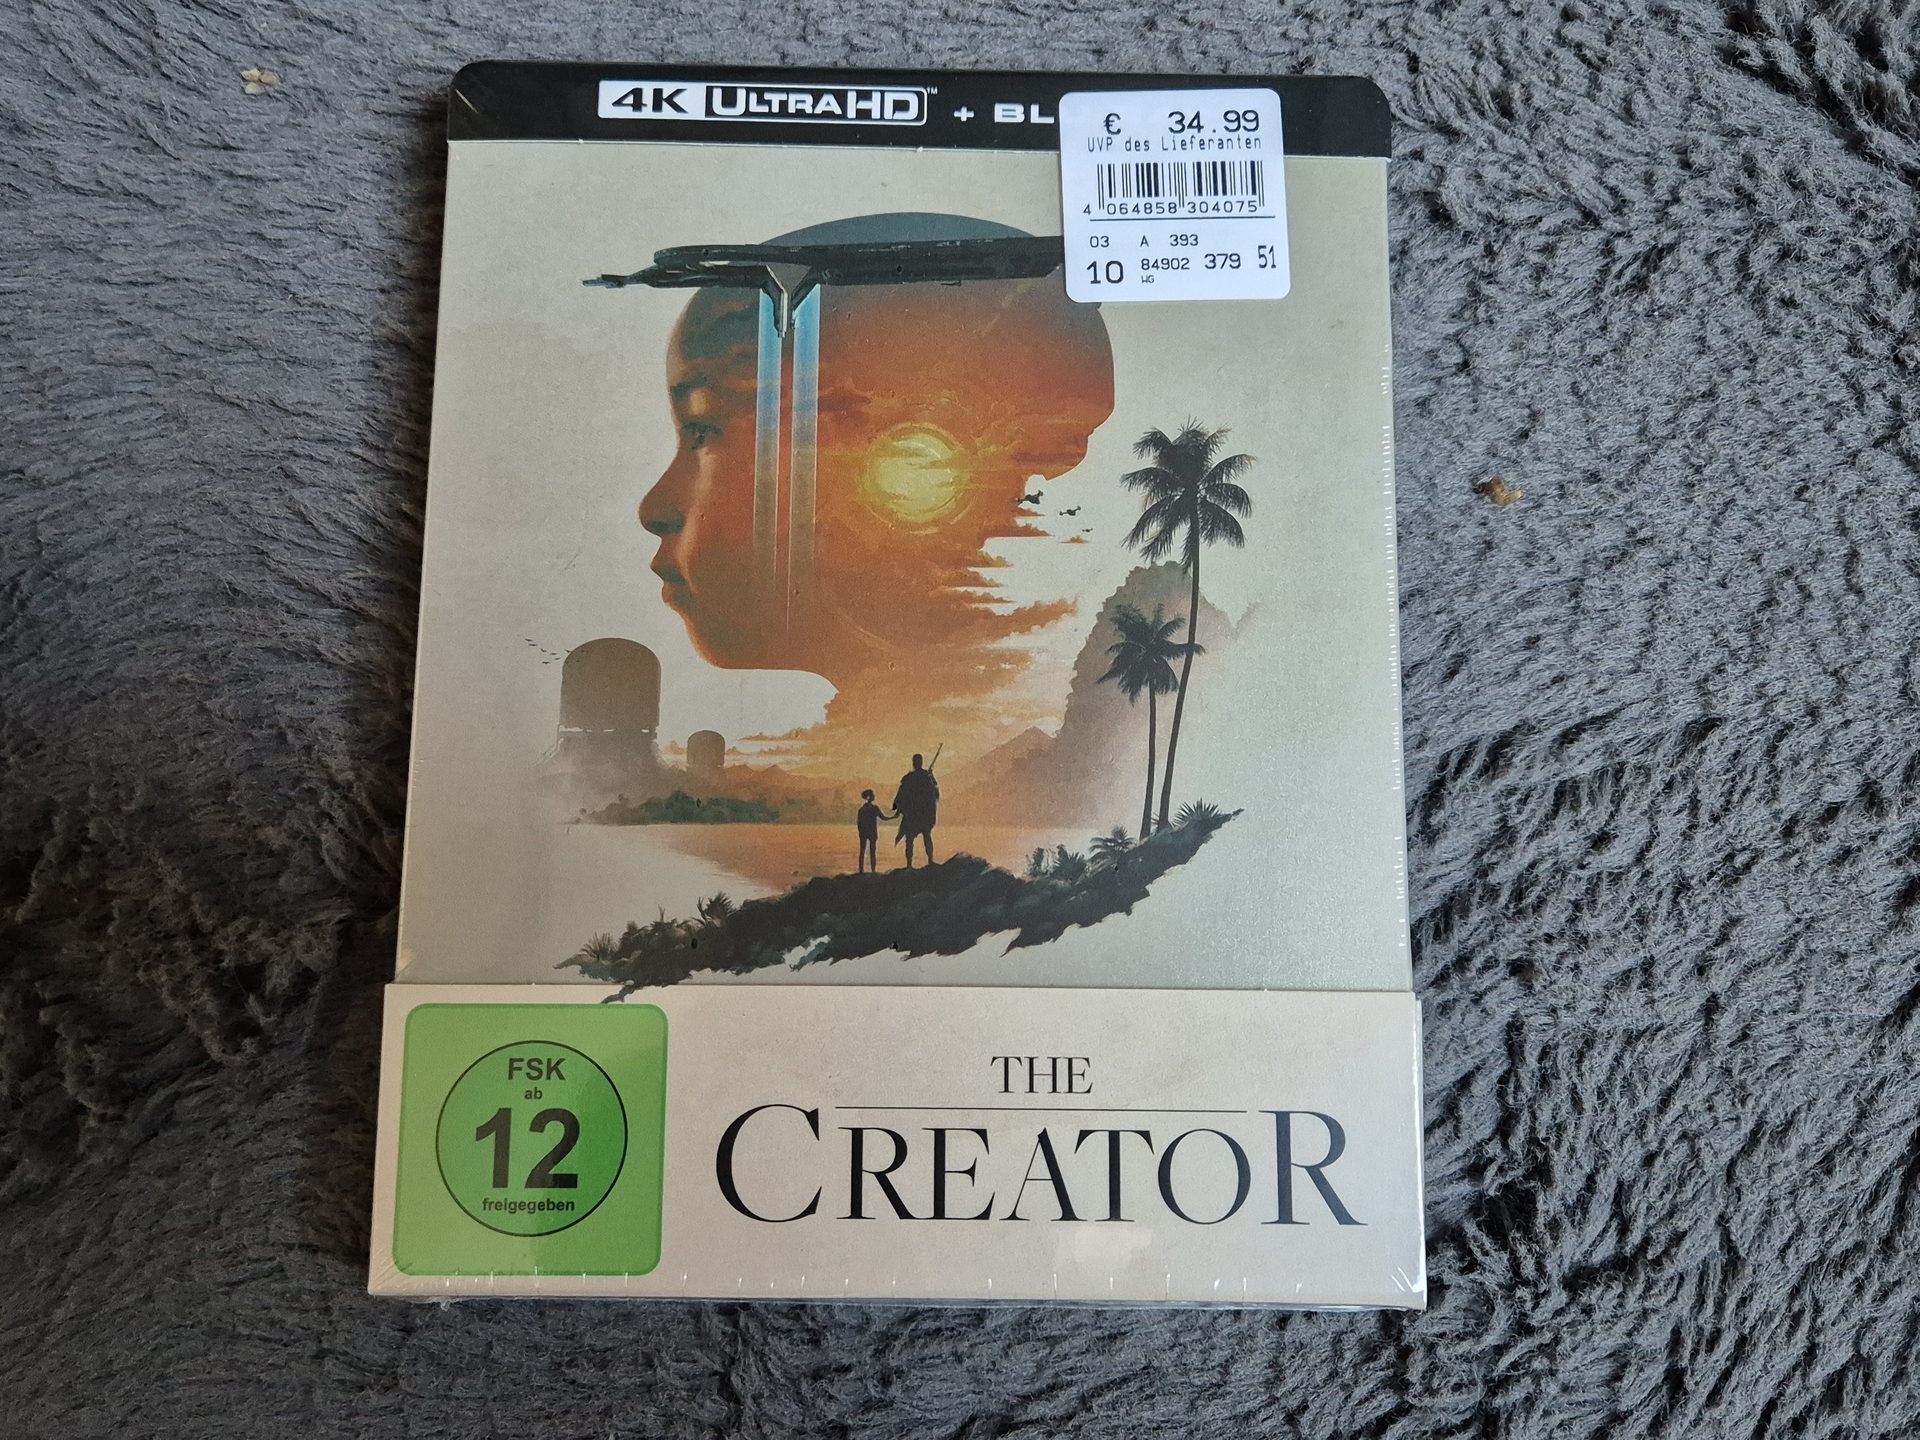 4K ULTRA HD™ + BL
€ 34.99
UVP des Lieferanten
4 064858 304075
03 A 393
10 84902 379 51
WG
FSK
ab
12
freigegeben
THE
CREATOR